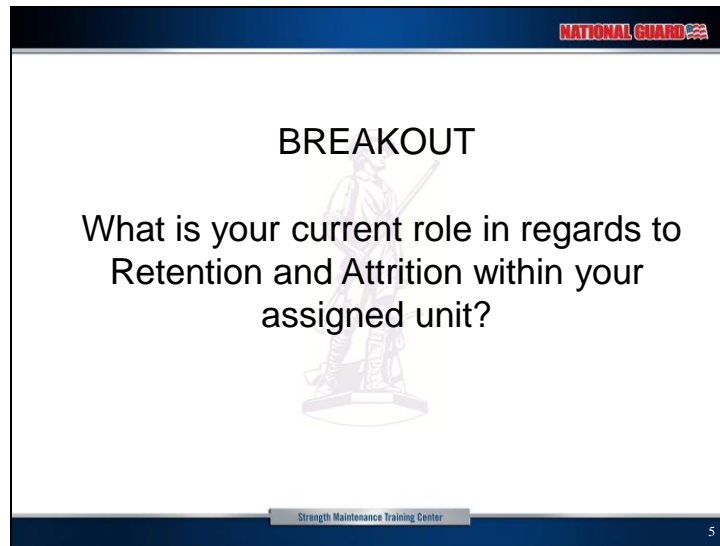 NATIONAL GUARD
BREAKOUT
What is your current role in regards to
Retention and Attrition within your
assigned unit?
Strength Maintenance Training Center
5